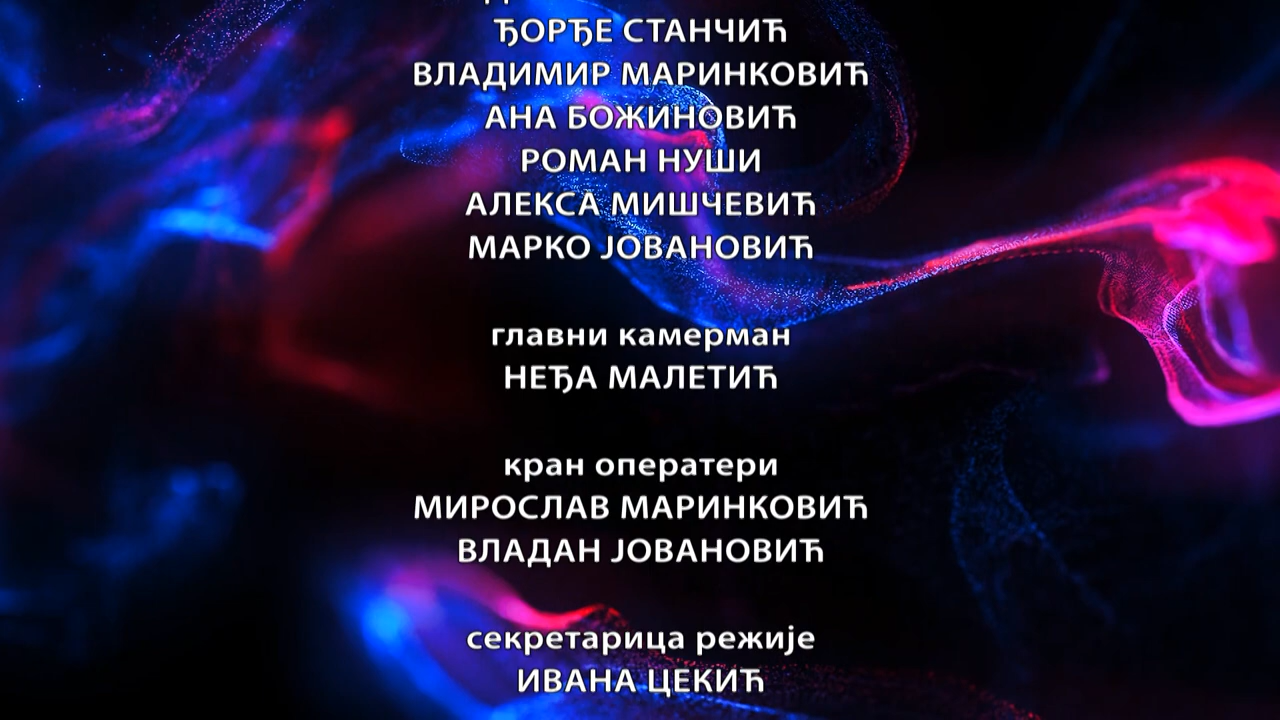 ЂОРЂЕ СТАНЧИЋ
ВЛАДИМИР МАРИНКОВИЋ
АНА БОЖИНОВИЋ
РОМАН НУШИ
АЛЕКСА МИШЧЕВИЋ
МАРКО ЈОВАНОВИЋ
главни камерман
НЕЂА МАЛЕТИЋ
кран оператери
МИРОСЛАВ МАРИНКОВИЋ
ВЛАДАН ЈОВАНОВИЋ
секретарица режије
ИВАНА ЦЕКИЋ